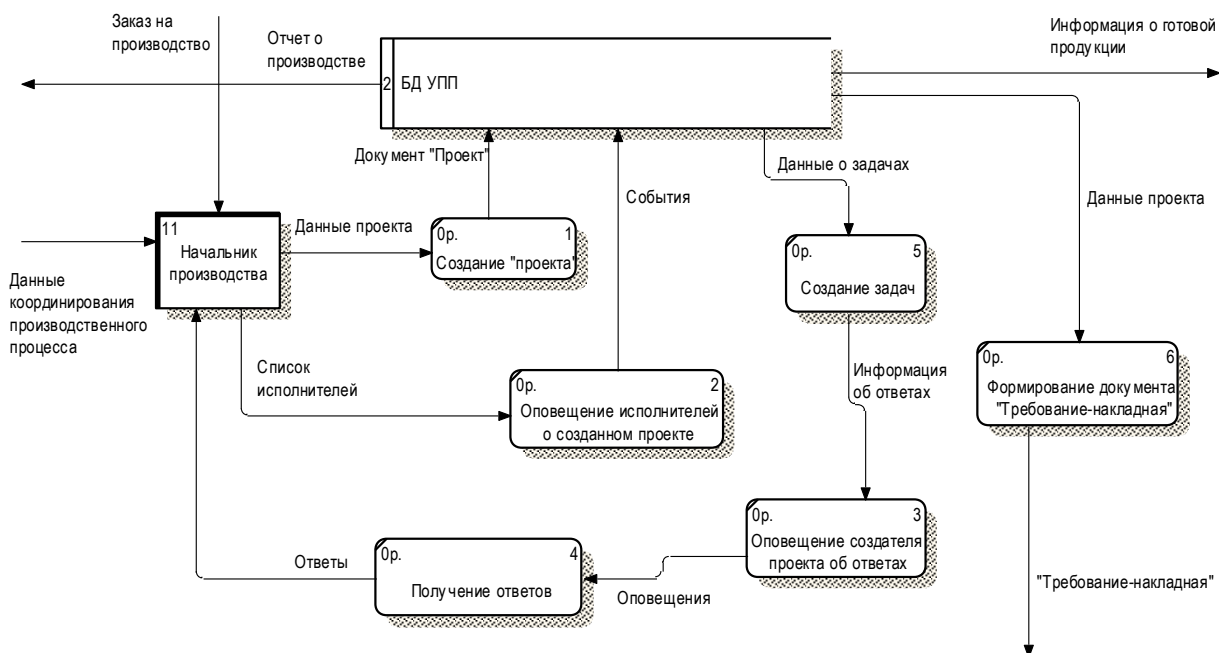 Заказ на
производство
Отчет о
производстве
2 БД УПП
Информация о готовой
продукции
Документ "Проект"
События
Данные о задачах
Данные проекта
11
Начальник
производства
Данные проекта
0р. 1
Создание "проекта"
0р. 5
Создание задач
Данные
координирования
производственного
процесса
Список
исполнителей
0р. 2
Оповещение исполнителей
о созданном проекте
Информация
об ответах
0р. 6
Формирование документа
"Требование-накладная"
0р. 3
Оповещение создателя
проекта об ответах
0р. 4
Получение ответов
Ответы
Оповещения
"Требование-накладная"